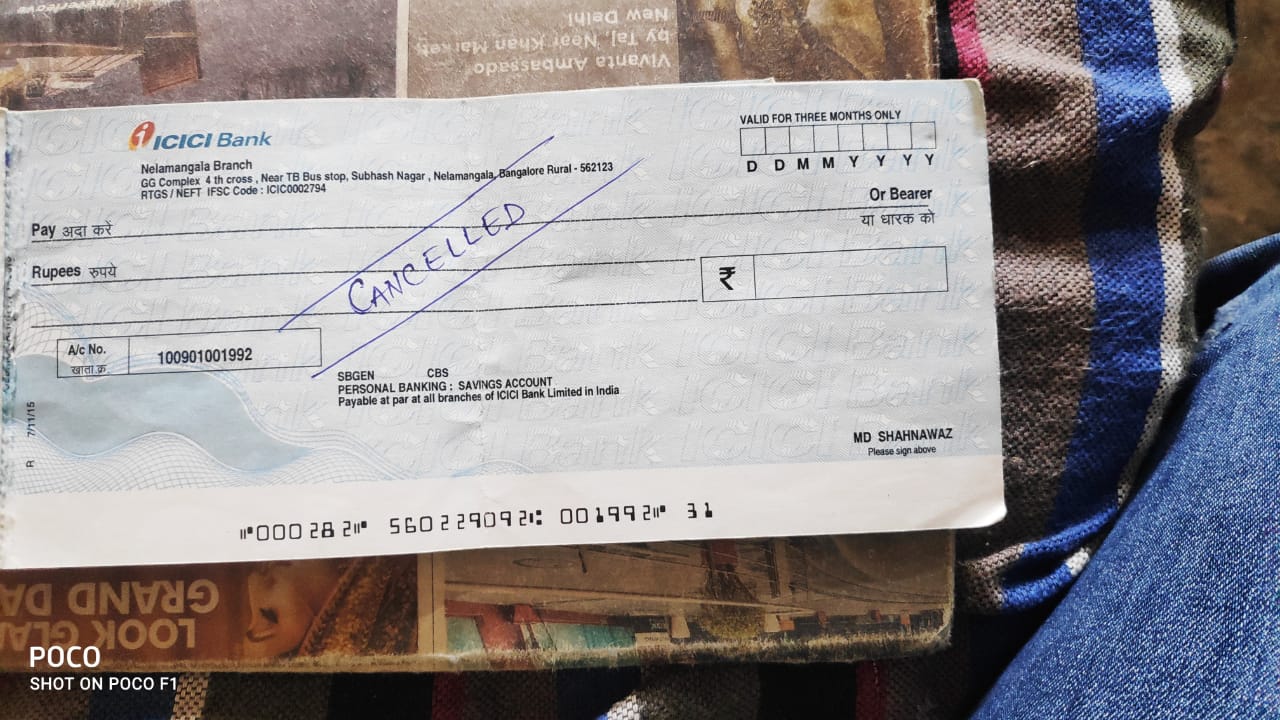 Vivanta Ambassado
by Taj, Near Khan Market,
New Delhi
ICICI Bank
Nelamangala Branch
GG Complex 4 th cross , Near TB Bus stop, Subhash Nagar , Nelamangala, Bangalore Rural - 562123
RTGS / NEFT IFSC Code : ICIC0002794
VALID FOR THREE MONTHS ONLY
D D M M Y Y Y Y
Pay अदा करें
Or Bearer
या धारक को
Rupees रुपये
₹
CANCELLED
A/c No.
खाता क्र.
100901001992
SBGEN CBS
PERSONAL BANKING : SAVINGS ACCOUNT
Payable at par at all branches of ICICI Bank Limited in India
R 7/11/15
MD SHAHNAWAZ
Please sign above
⑈000282⑈ 560229092⑆ 001992⑈ 31
LOOK GLA
GRAND DA
POCO
SHOT ON POCO F1